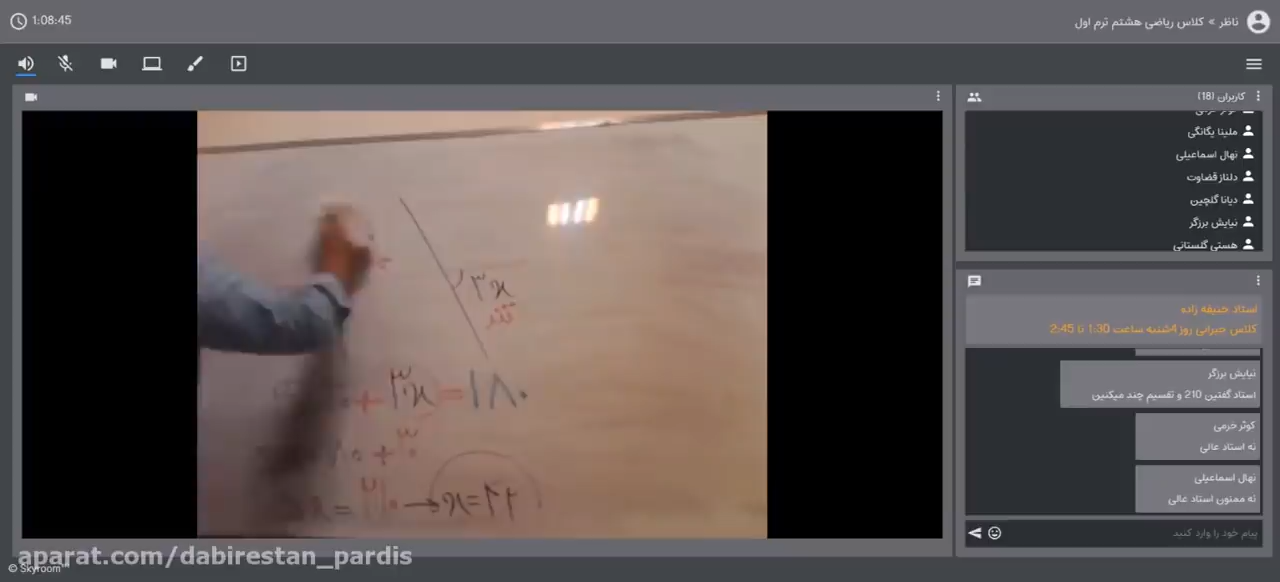 1:08:45
ناظر » کلاس ریاضی هشتم ترم اول
کاربران (18)
ملینا یگانگی
نهال اسماعیلی
دلناز قضاوت
دیانا گلچین
نیایش برزگر
هستی گلستانی
استاد حنیفه زاده
کلاس جبرانی روز 4شنبه ساعت 1:30 تا 2:45
نیایش برزگر
استاد گفتین 210 و تقسیم چند میکنین
کوثر خرمی
نه استاد عالی
نهال اسماعیلی
نه ممنون استاد عالی
پیام خود را وارد کنید
۳x
+ ۳x = ۱۸۰
+ ۳۰
x = ۲۱۰ → x = ۴۲
aparat.com/dabirestan_pardis
© Skyroom